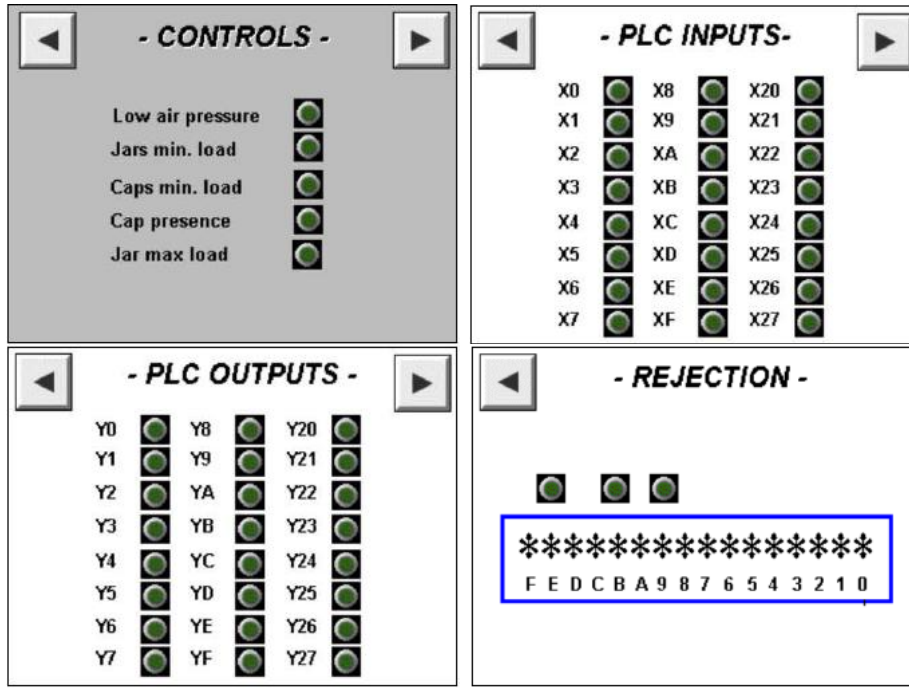 - CONTROLS -
Low air pressure
Jars min. load
Caps min. load
Cap presence
Jar max load
- PLC INPUTS-
X0 X8 X20
X1 X9 X21
X2 XA X22
X3 XB X23
X4 XC X24
X5 XD X25
X6 XE X26
X7 XF X27
- PLC OUTPUTS -
Y0 Y8 Y20
Y1 Y9 Y21
Y2 YA Y22
Y3 YB Y23
Y4 YC Y24
Y5 YD Y25
Y6 YE Y26
Y7 YF Y27
- REJECTION -
****************
F E D C B A 9 8 7 6 5 4 3 2 1 0